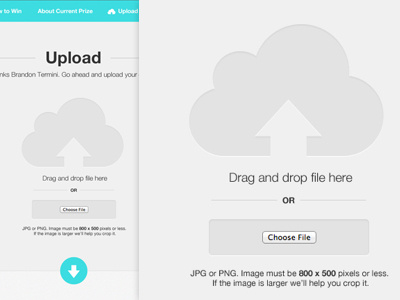 to Win About Current Prize Upload
Upload
nks Brandon Termini. Go ahead and upload your
Drag and drop file here
OR
Choose File
JPG or PNG. Image must be 800 x 500 pixels or less.
If the image is larger we'll help you crop it.
Drag and drop file here
OR
Choose File
JPG or PNG. Image must be 800 x 500 pixels or less.
If the image is larger we'll help you crop it.